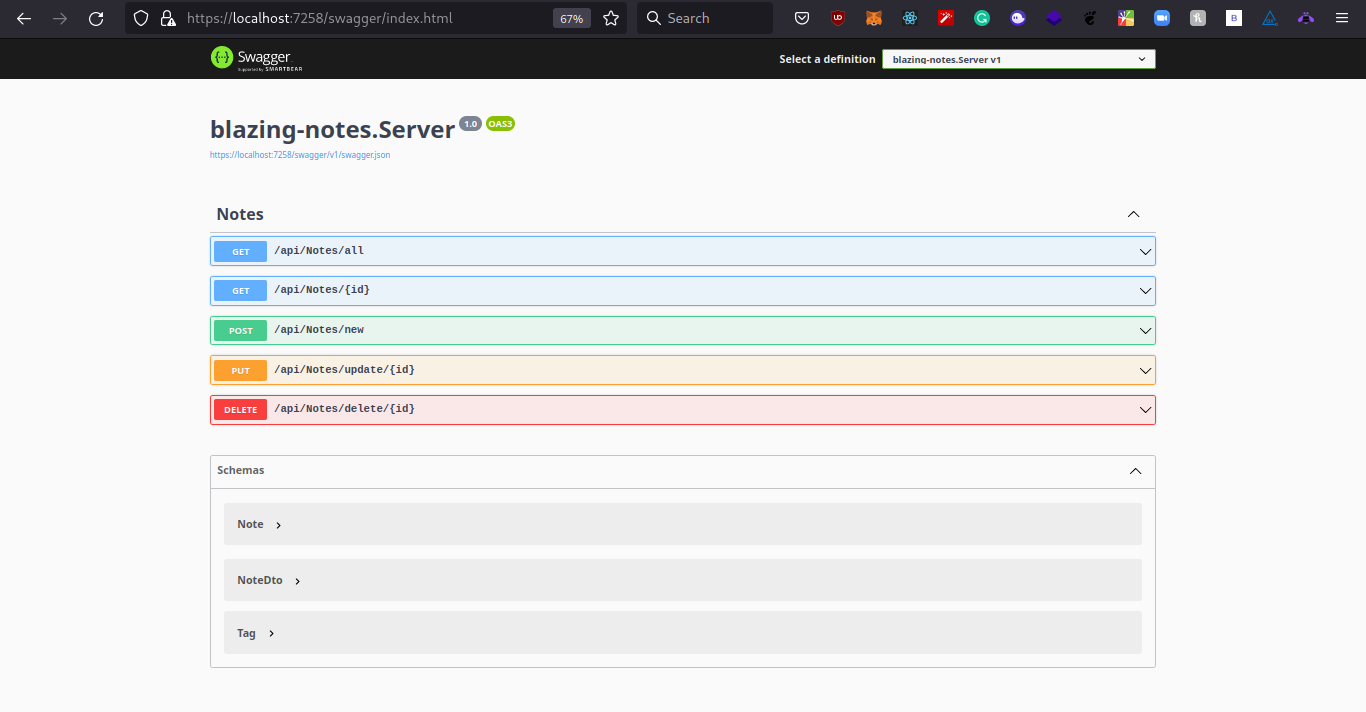 https://localhost:7258/swagger/index.html 67% Search
Swagger
Supported by SMARTBEAR
Select a definition blazing-notes.Server v1
blazing-notes.Server 1.0 OAS3
https://localhost:7258/swagger/v1/swagger.json
Notes
GET /api/Notes/all
GET /api/Notes/{id}
POST /api/Notes/new
PUT /api/Notes/update/{id}
DELETE /api/Notes/delete/{id}
Schemas
Note
NoteDto
Tag